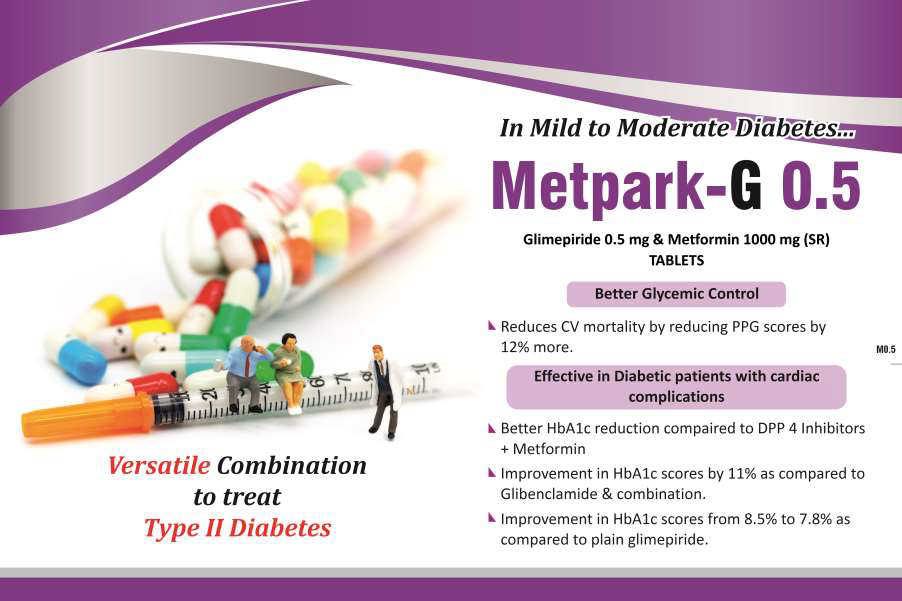 In Mild to Moderate Diabetes...
Metpark-G 0.5
Glimepiride 0.5 mg & Metformin 1000 mg (SR)
TABLETS
Better Glycemic Control
Reduces CV mortality by reducing PPG scores by
12% more.
M0.5
Effective in Diabetic patients with cardiac
complications
Better HbA1c reduction compaired to DPP 4 Inhibitors
+ Metformin
Improvement in HbA1c scores by 11% as compared to
Glibenclamide & combination.
Improvement in HbA1c scores from 8.5% to 7.8% as
compared to plain glimepiride.
Versatile Combination
to treat
Type II Diabetes